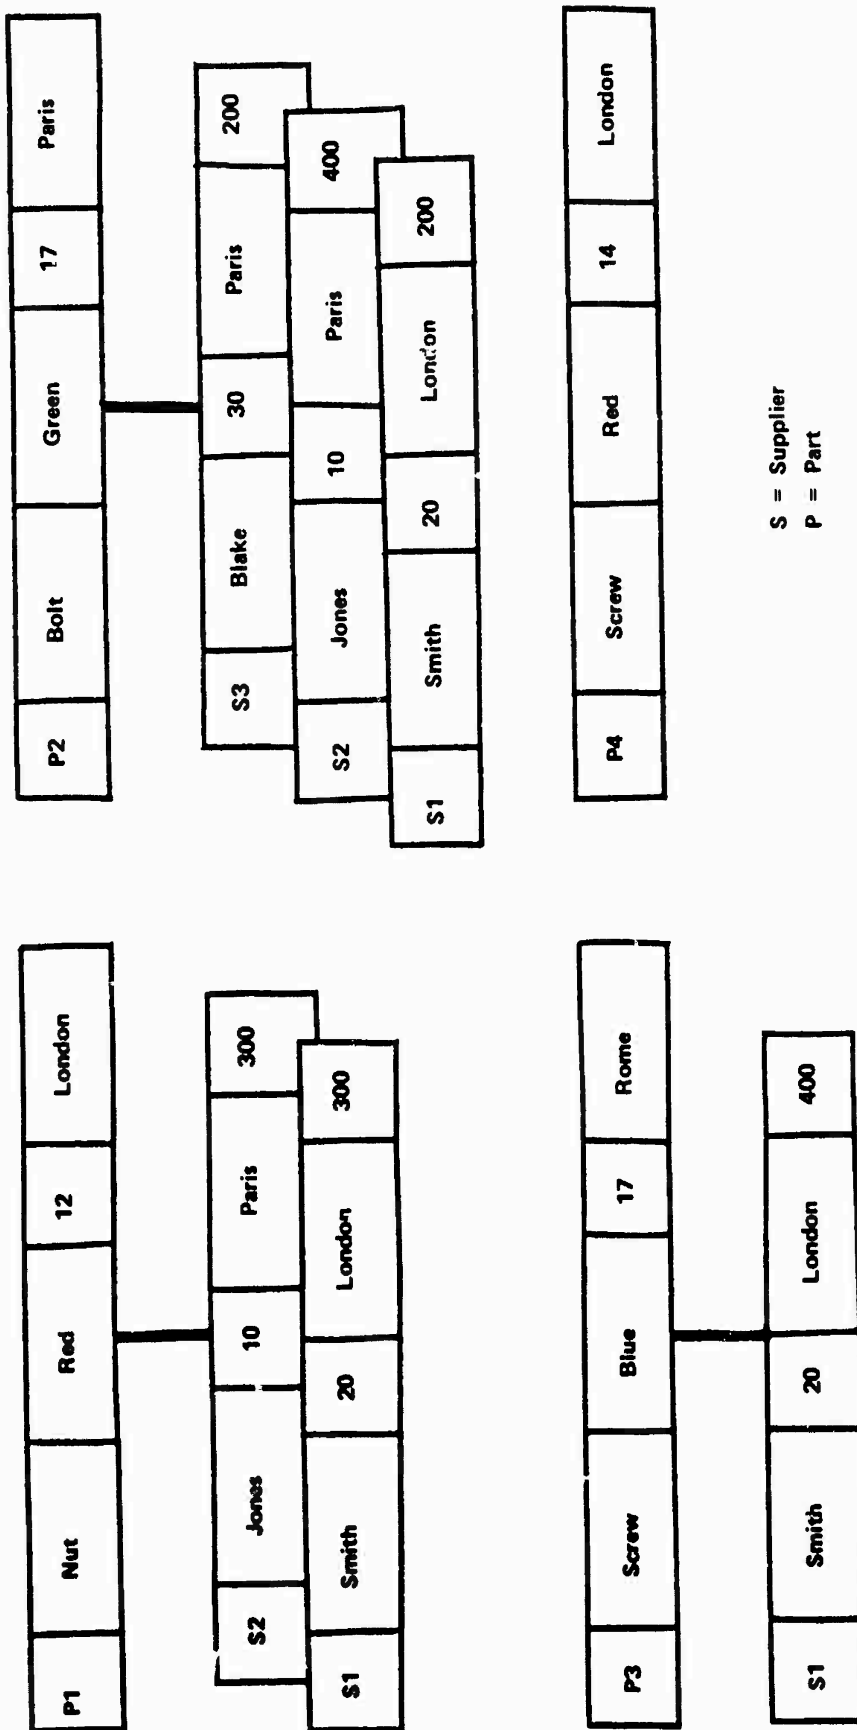 P1 Nut Red 12 London
S2 Jones 10 Paris 300
S1 Smith 20 London 300
P2 Bolt Green 17 Paris
S3 Blake 30 Paris 200
S2 Jones 10 Paris 400
S1 Smith 20 London 200
P3 Screw Blue 17 Rome
S1 Smith 20 London 400
P4 Screw Red 14 London
S = Supplier
P = Part